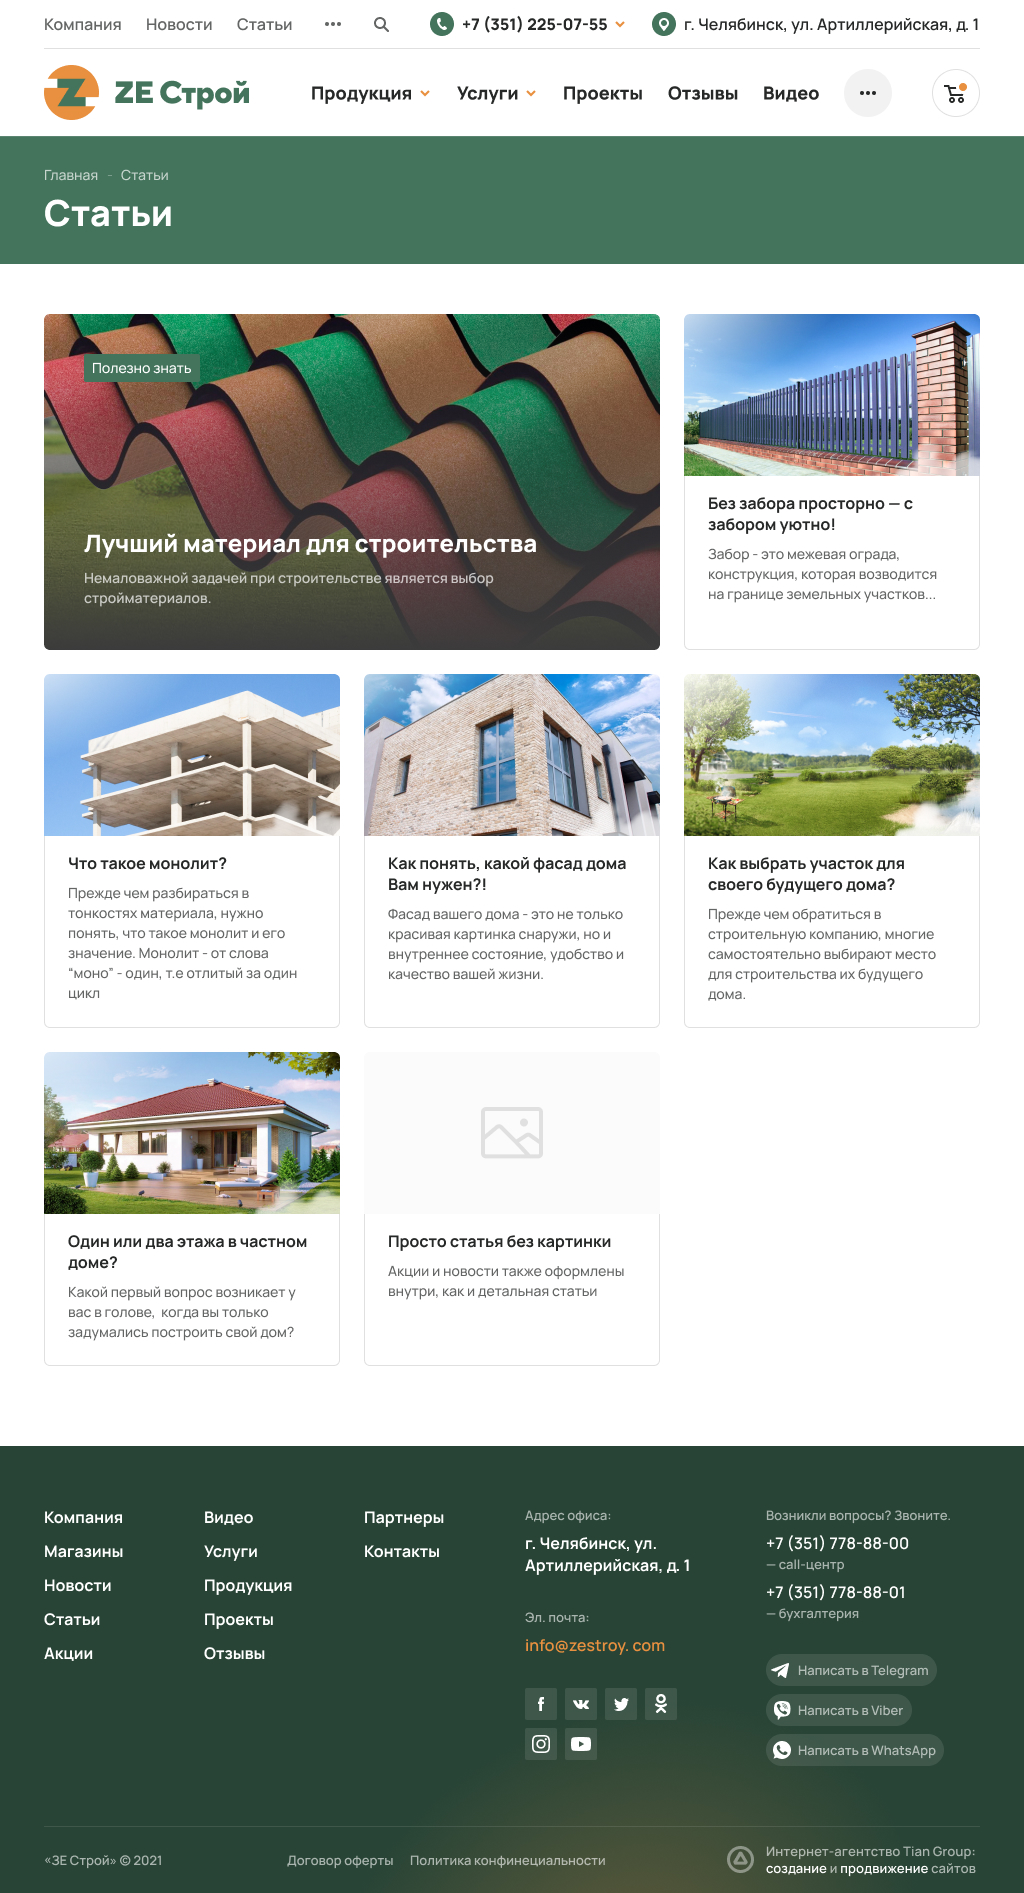 Компания Новости Статьи ••• +7 (351) 225-07-55 г. Челябинск, ул. Артиллерийская, д. 1
ZE Строй Продукция Услуги Проекты Отзывы Видео •••
Главная - Статьи
Статьи
Полезно знать
Лучший материал для строительства
Немаловажной задачей при строительстве является выбор
стройматериалов.
Без забора просторно — с
забором уютно!
Забор - это межевая ограда,
конструкция, которая возводится
на границе земельных участков...
Что такое монолит?
Прежде чем разбираться в
тонкостях материала, нужно
понять, что такое монолит и его
значение. Монолит - от слова
“моно” - один, т.е отлитый за один
цикл
Как понять, какой фасад дома
Вам нужен?!
Фасад вашего дома - это не только
красивая картинка снаружи, но и
внутреннее состояние, удобство и
качество вашей жизни.
Как выбрать участок для
своего будущего дома?
Прежде чем обратиться в
строительную компанию, многие
самостоятельно выбирают место
для строительства их будущего
дома.
Один или два этажа в частном
доме?
Какой первый вопрос возникает у
вас в голове, когда вы только
задумались построить свой дом?
Просто статья без картинки
Акции и новости также оформлены
внутри, как и детальная статьи
Компания
Магазины
Новости
Статьи
Акции
Видео
Услуги
Продукция
Проекты
Отзывы
Партнеры
Контакты
Адрес офиса:
г. Челябинск, ул.
Артиллерийская, д. 1
Эл. почта:
info@zestroy. com
Возникли вопросы? Звоните.
+7 (351) 778-88-00
— call-центр
+7 (351) 778-88-01
— бухгалтерия
Написать в Telegram
Написать в Viber
Написать в WhatsApp
«ЗЕ Строй» © 2021 Договор оферты Политика конфинециальности
Интернет-агентство Tian Group:
создание и продвижение сайтов